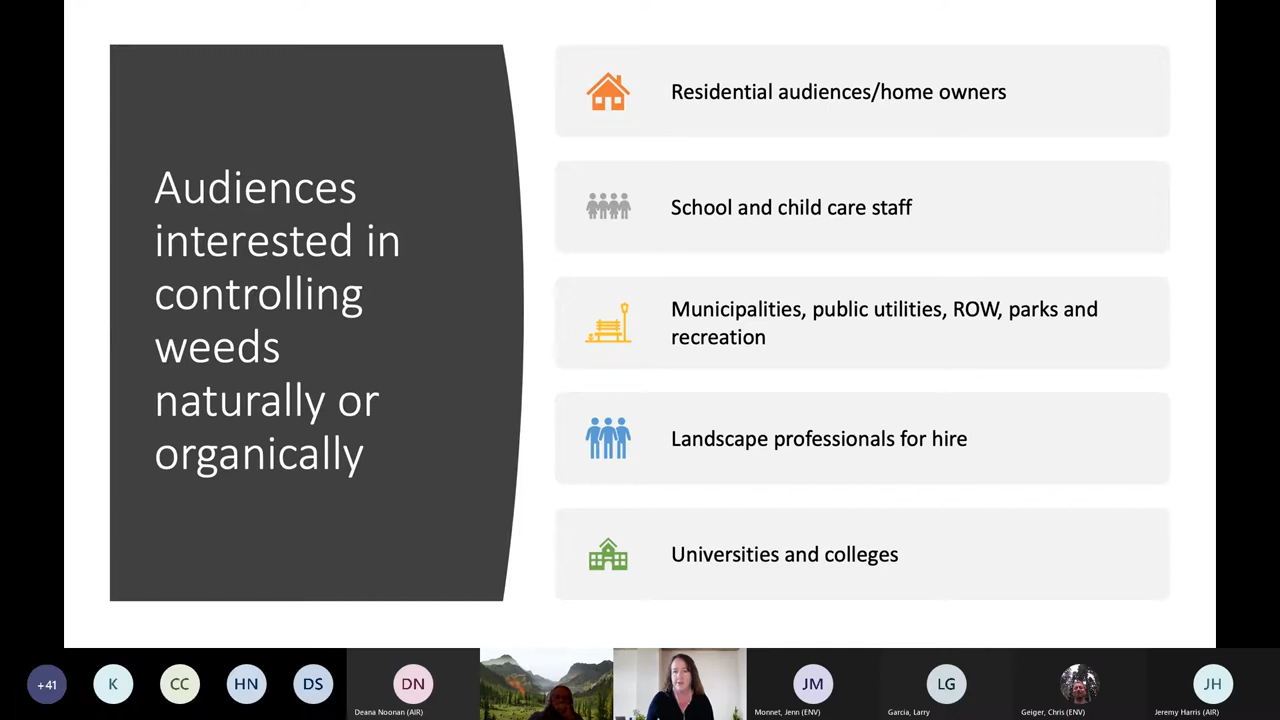 Audiences
interested in
controlling
weeds
naturally or
organically
Residential audiences/home owners
School and child care staff
Municipalities, public utilities, ROW, parks and
recreation
Landscape professionals for hire
Universities and colleges
+41
K
CC
HN
DS
DN
Deana Noonan (AIR)
JM
Monnet, Jenn (ENV)
LG
Garcia, Larry
Geiger, Chris (ENV)
JH
Jeremy Harris (AIR)